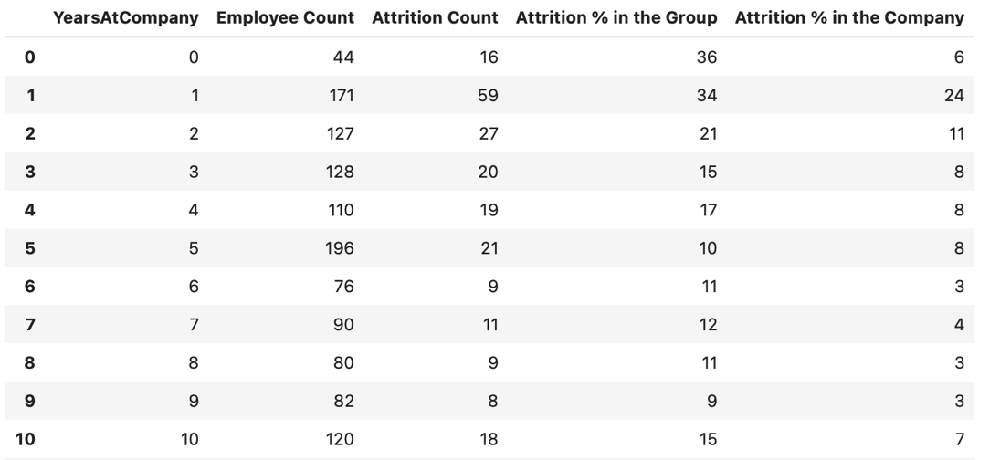 YearsAtCompany Employee Count Attrition Count Attrition % in the Group Attrition % in the Company
0 0 44 16 36 6
1 1 171 59 34 24
2 2 127 27 21 11
3 3 128 20 15 8
4 4 110 19 17 8
5 5 196 21 10 8
6 6 76 9 11 3
7 7 90 11 12 4
8 8 80 9 11 3
9 9 82 8 9 3
10 10 120 18 15 7